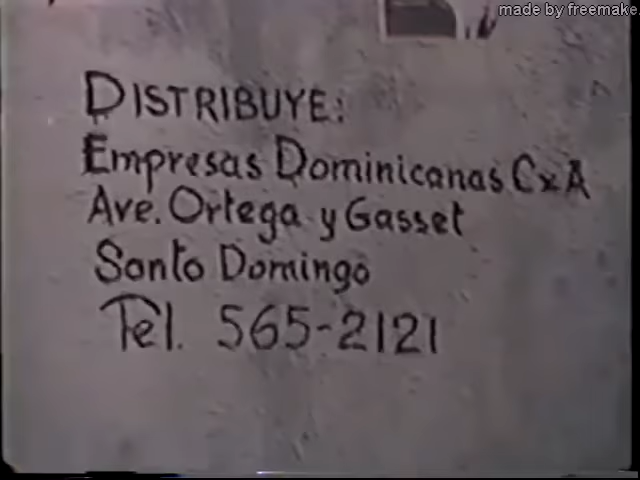 made by freemake.
DISTRIBUYE:
Empresas Dominicanas CxA
Ave. Ortega y Gasset
Santo Domingo
Tel. 565-2121